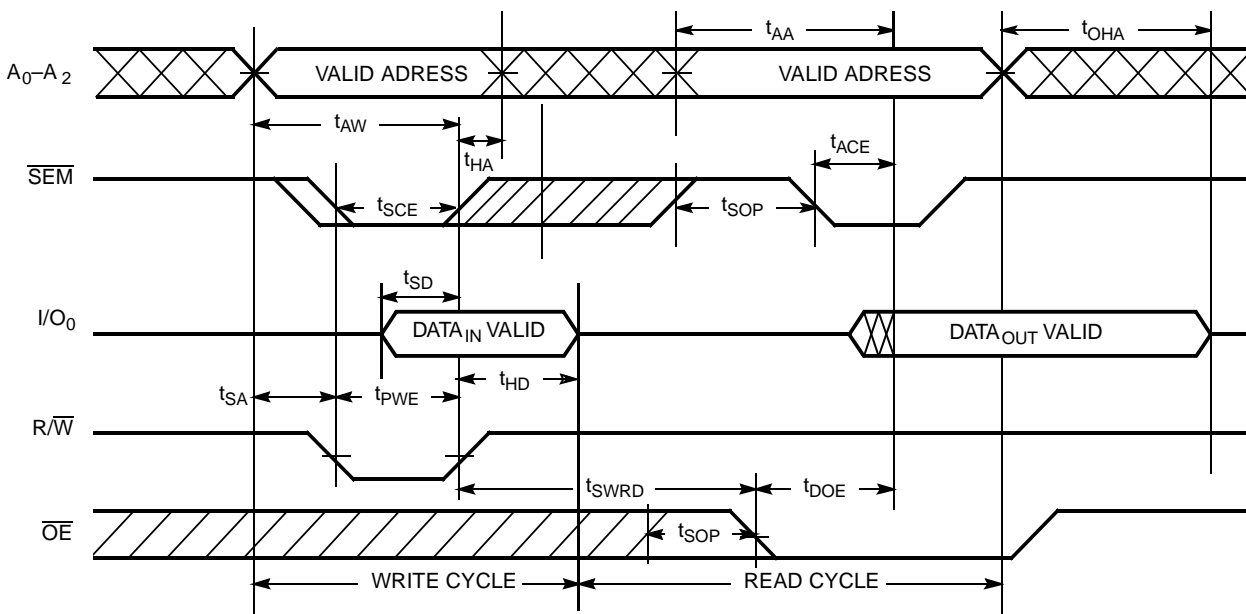 tAA
tOHA
A0–A2
VALID ADRESS
VALID ADRESS
tAW
tHA
tACE
SEM
tSCE
tSOP
tSD
I/O0
DATAIN VALID
DATAOUT VALID
tSA
tPWE
tHD
R/W
tSWRD
tDOE
OE
tSOP
WRITE CYCLE
READ CYCLE